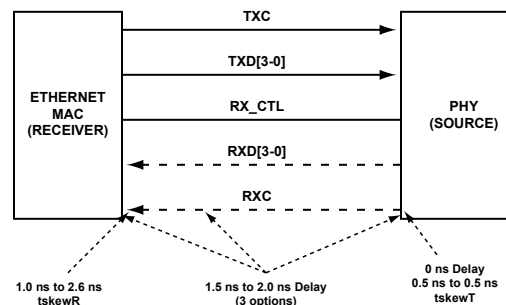 TXC
TXD[3-0]
ETHERNET
MAC
(RECEIVER)
RX_CTL
PHY
(SOURCE)
RXD[3-0]
RXC
1.0 ns to 2.6 ns
tskewR
1.5 ns to 2.0 ns Delay
(3 options)
0 ns Delay
0.5 ns to 0.5 ns
tskewT